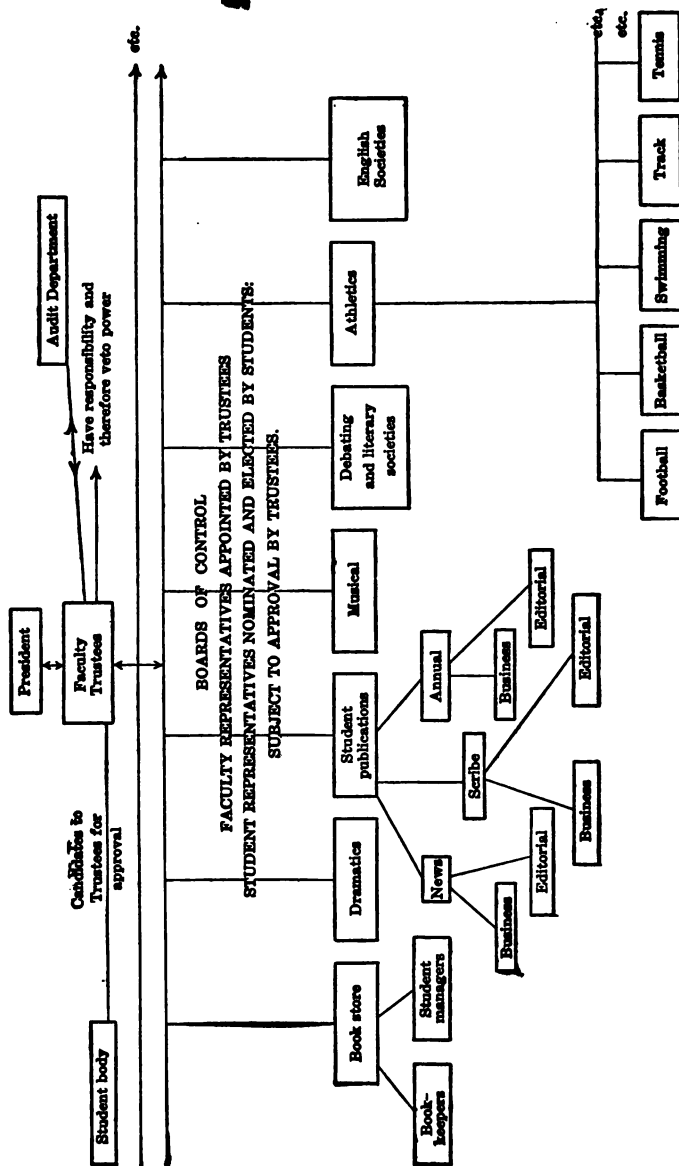 President
Student body
Candidates to
Trustees for
approval
Faculty
Trustees
Audit Department
Have responsibility and
therefore veto power
etc.
BOARDS OF CONTROL
FACULTY REPRESENTATIVES APPOINTED BY TRUSTEES
STUDENT REPRESENTATIVES NOMINATED AND ELECTED BY STUDENTS:
SUBJECT TO APPROVAL BY TRUSTEES.
Book store
Dramatics
Student
publications
Musical
Debating
and literary
societies
Athletics
English
Societies
Book-
keepers
Student
managers
News
Scribe
Annual
Business
Editorial
Business
Editorial
Business
Editorial
etc.
etc.
Football
Basketball
Swimming
Track
Tennis